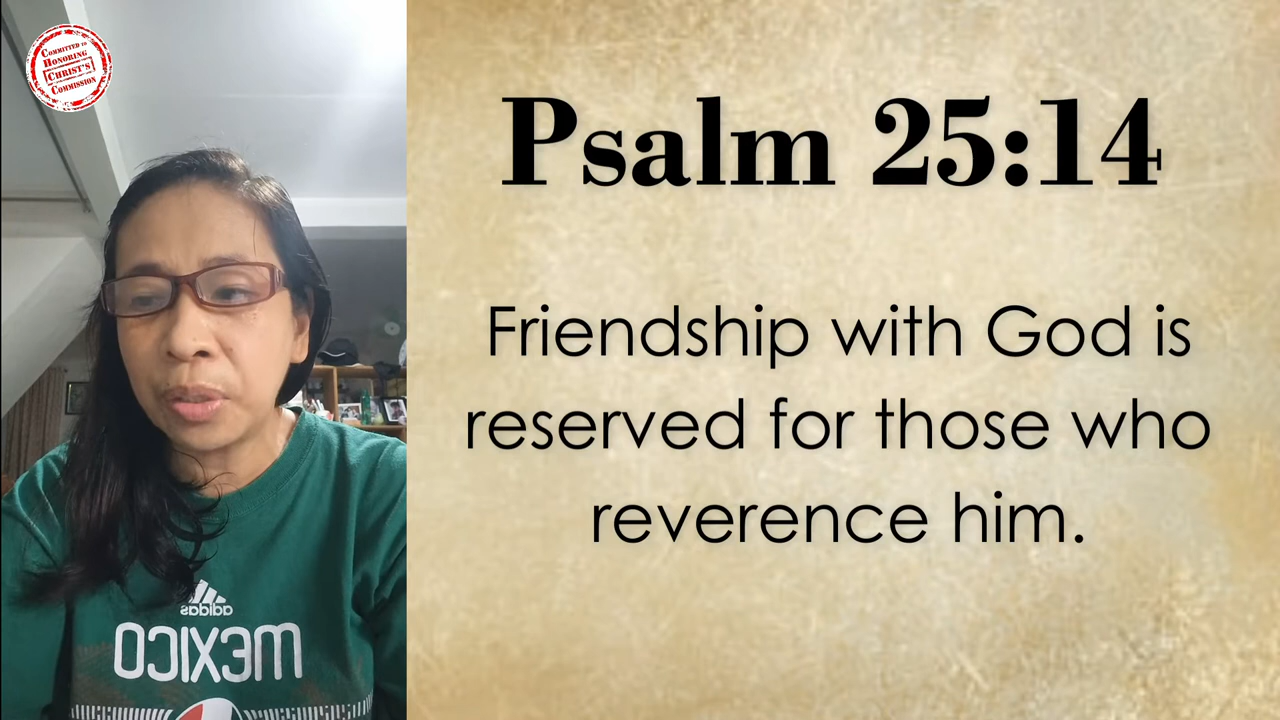 COMMITTED TO
HONORING
CHRIST'S
COMMISSION
Psalm 25:14
Friendship with God is
reserved for those who
reverence him.
adidas
MEXICO